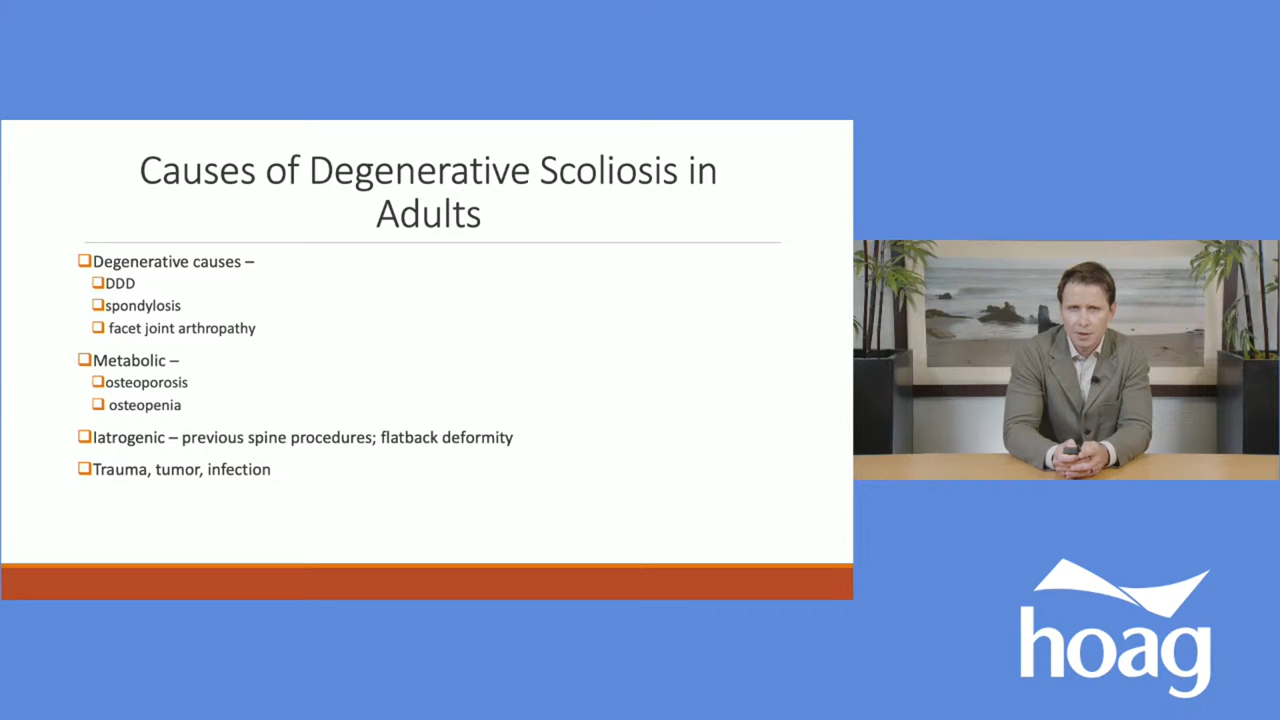 Causes of Degenerative Scoliosis in
Adults
Degenerative causes –
DDD
spondylosis
facet joint arthropathy
Metabolic –
osteoporosis
osteopenia
Iatrogenic – previous spine procedures; flatback deformity
Trauma, tumor, infection
hoag